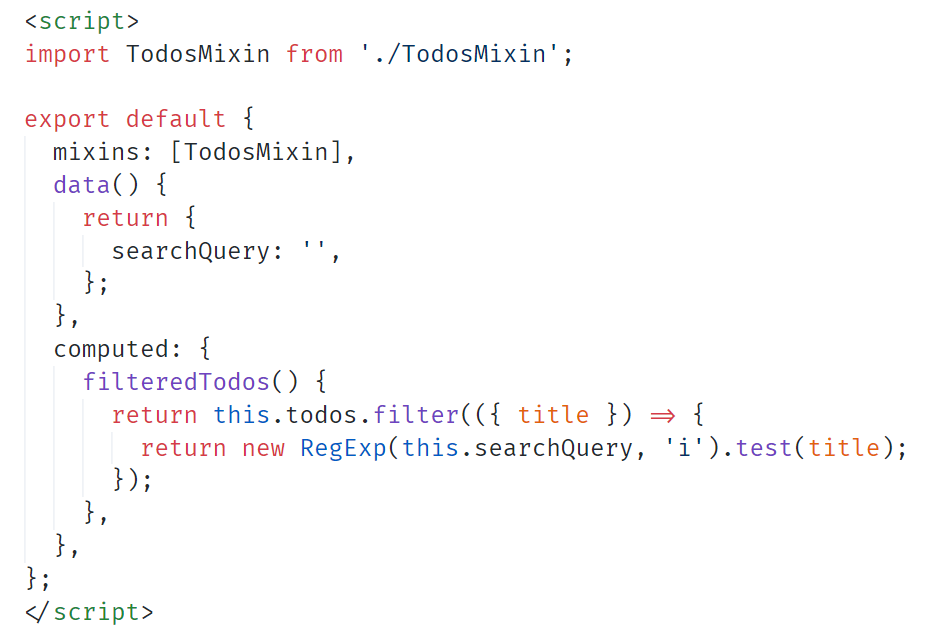 <script>
import TodosMixin from './TodosMixin';

export default {
  mixins: [TodosMixin],
  data() {
    return {
      searchQuery: '',
    };
  },
  computed: {
    filteredTodos() {
      return this.todos.filter(({ title }) => {
        return new RegExp(this.searchQuery, 'i').test(title);
      });
    },
  },
};
</script>